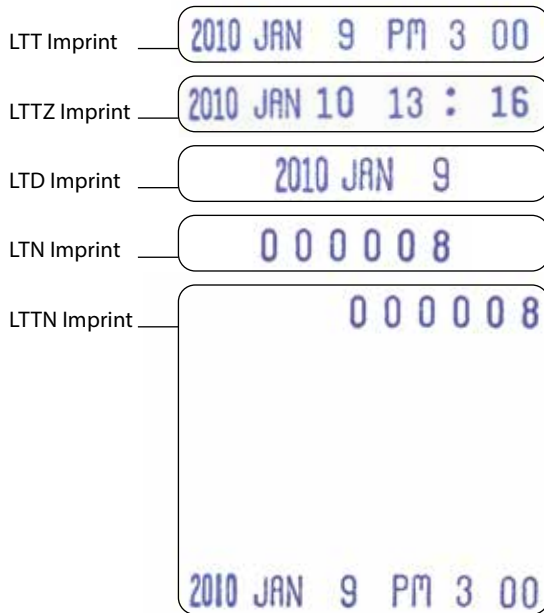 LTT Imprint 2010 JAN 9 PM 3 00
LTTZ Imprint 2010 JAN 10 13 : 16
LTD Imprint 2010 JAN 9
LTN Imprint 000008
LTTN Imprint 000008
2010 JAN 9 PM 3 00